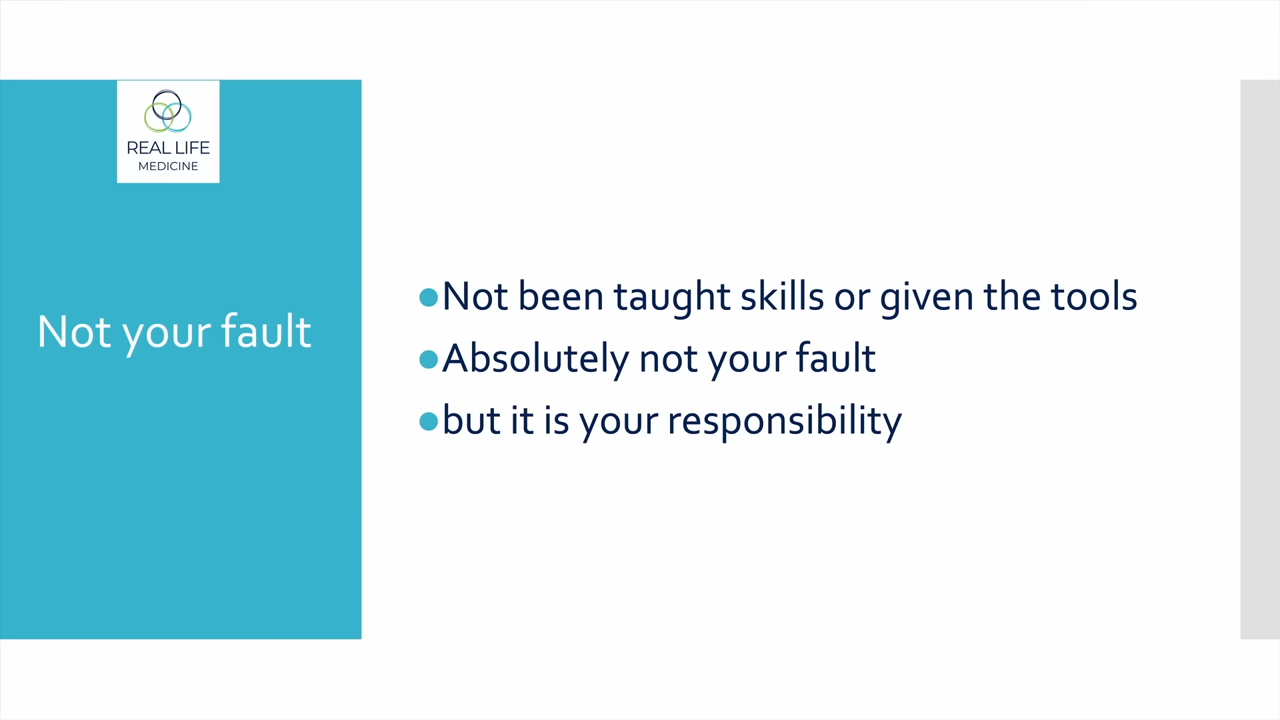 REAL LIFE
MEDICINE
Not your fault
●Not been taught skills or given the tools
●Absolutely not your fault
●but it is your responsibility